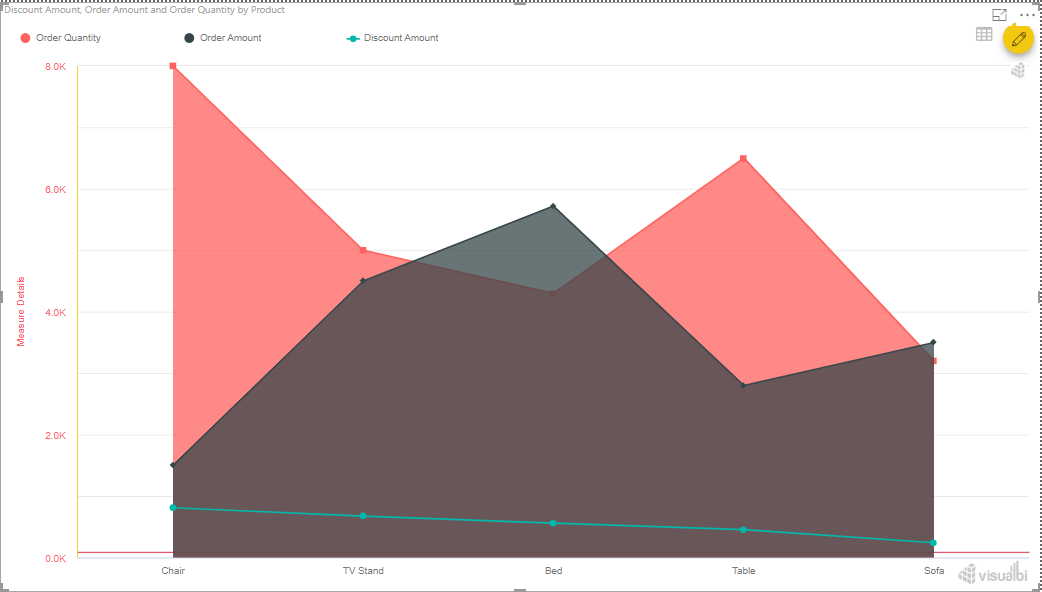 Discount Amount, Order Amount and Order Quantity by Product
Order Quantity Order Amount Discount Amount
8.0K
6.0K
4.0K
2.0K
0.0K
Measure Details
Chair TV Stand Bed Table Sofa
visualbi